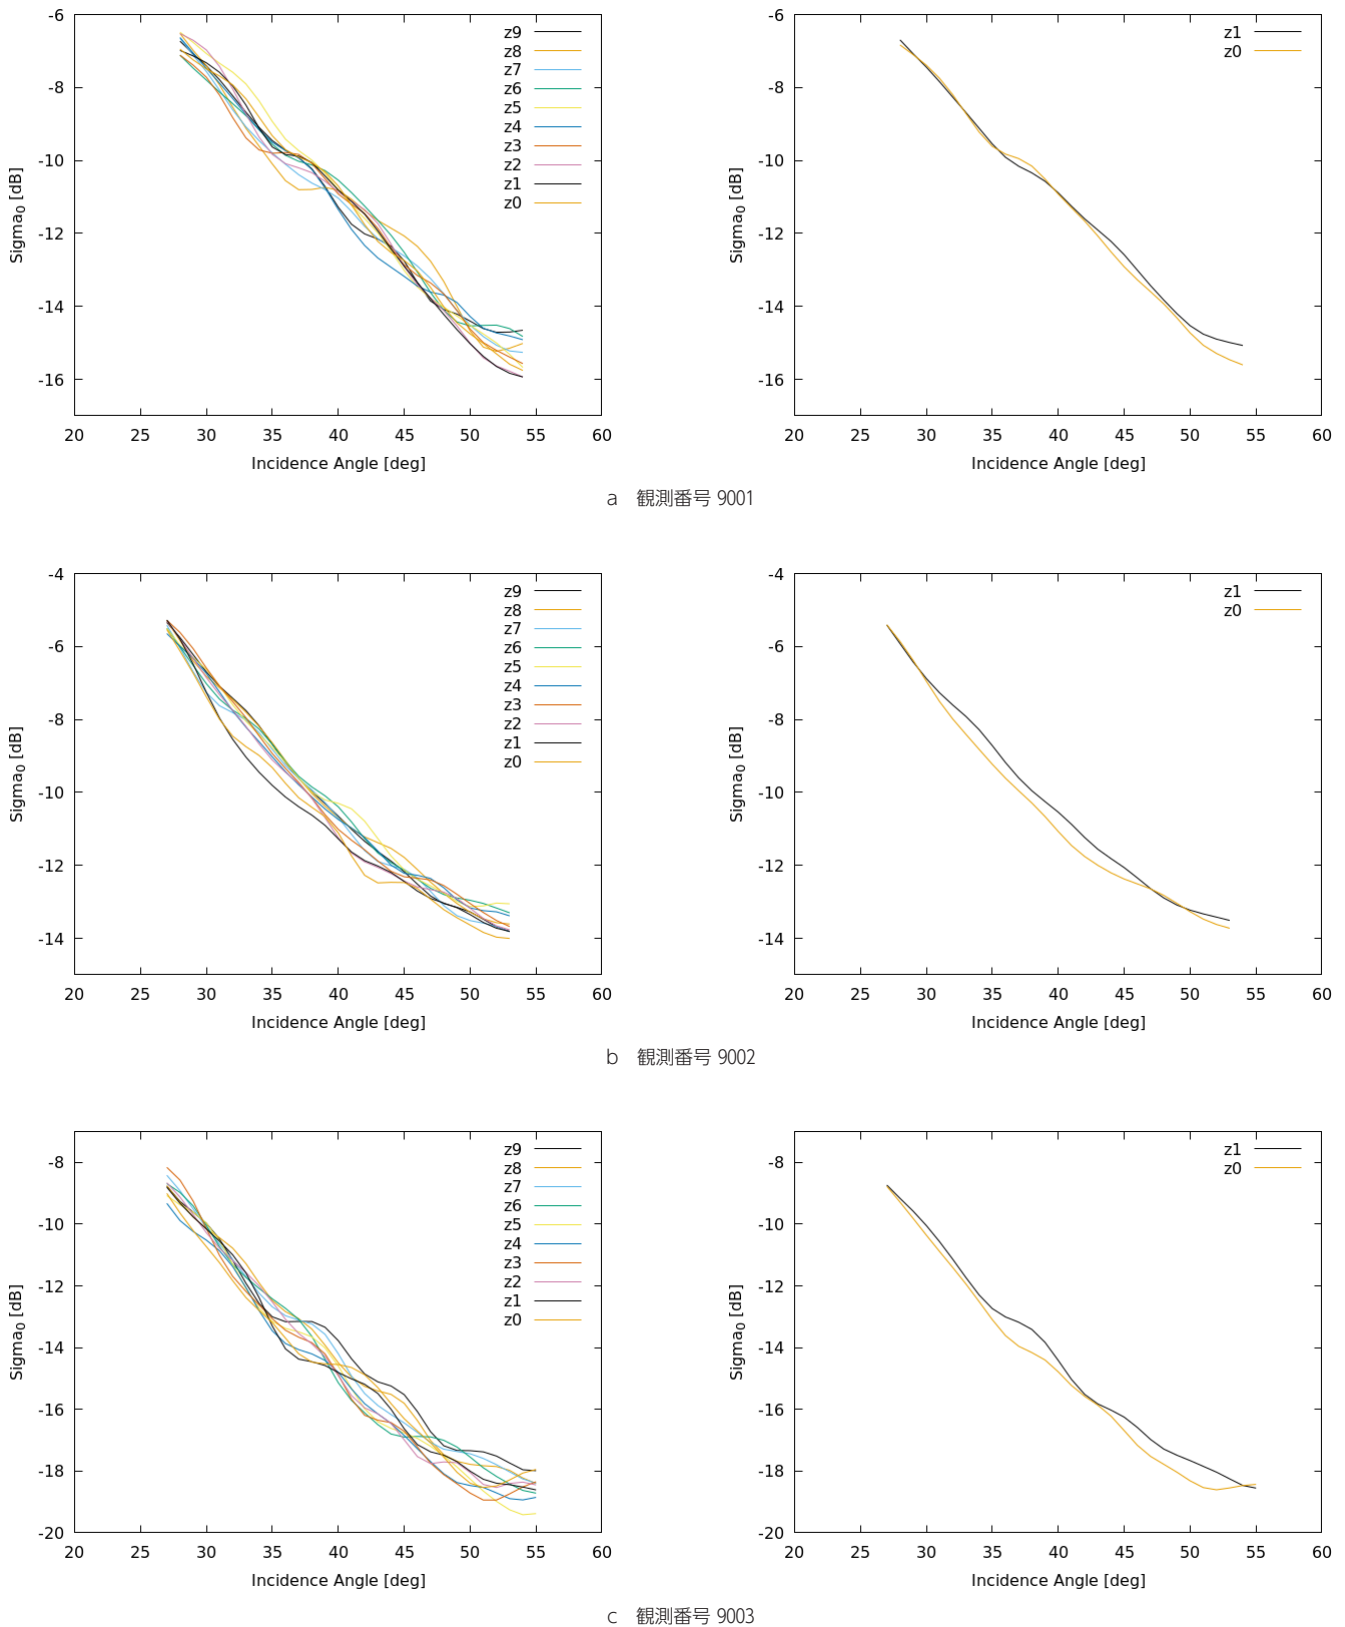 -6
-8
-10
-12
-14
-16
20 25 30 35 40 45 50 55 60
Sigma0 [dB]
Incidence Angle [deg]
z9
z8
z7
z6
z5
z4
z3
z2
z1
z0
-6
-8
-10
-12
-14
-16
20 25 30 35 40 45 50 55 60
Sigma0 [dB]
Incidence Angle [deg]
z1
z0
a 観測番号 9001
-4
-6
-8
-10
-12
-14
20 25 30 35 40 45 50 55 60
Sigma0 [dB]
Incidence Angle [deg]
z9
z8
z7
z6
z5
z4
z3
z2
z1
z0
-4
-6
-8
-10
-12
-14
20 25 30 35 40 45 50 55 60
Sigma0 [dB]
Incidence Angle [deg]
z1
z0
b 観測番号 9002
-8
-10
-12
-14
-16
-18
-20
20 25 30 35 40 45 50 55 60
Sigma0 [dB]
Incidence Angle [deg]
z9
z8
z7
z6
z5
z4
z3
z2
z1
z0
-8
-10
-12
-14
-16
-18
-20
20 25 30 35 40 45 50 55 60
Sigma0 [dB]
Incidence Angle [deg]
z1
z0
c 観測番号 9003